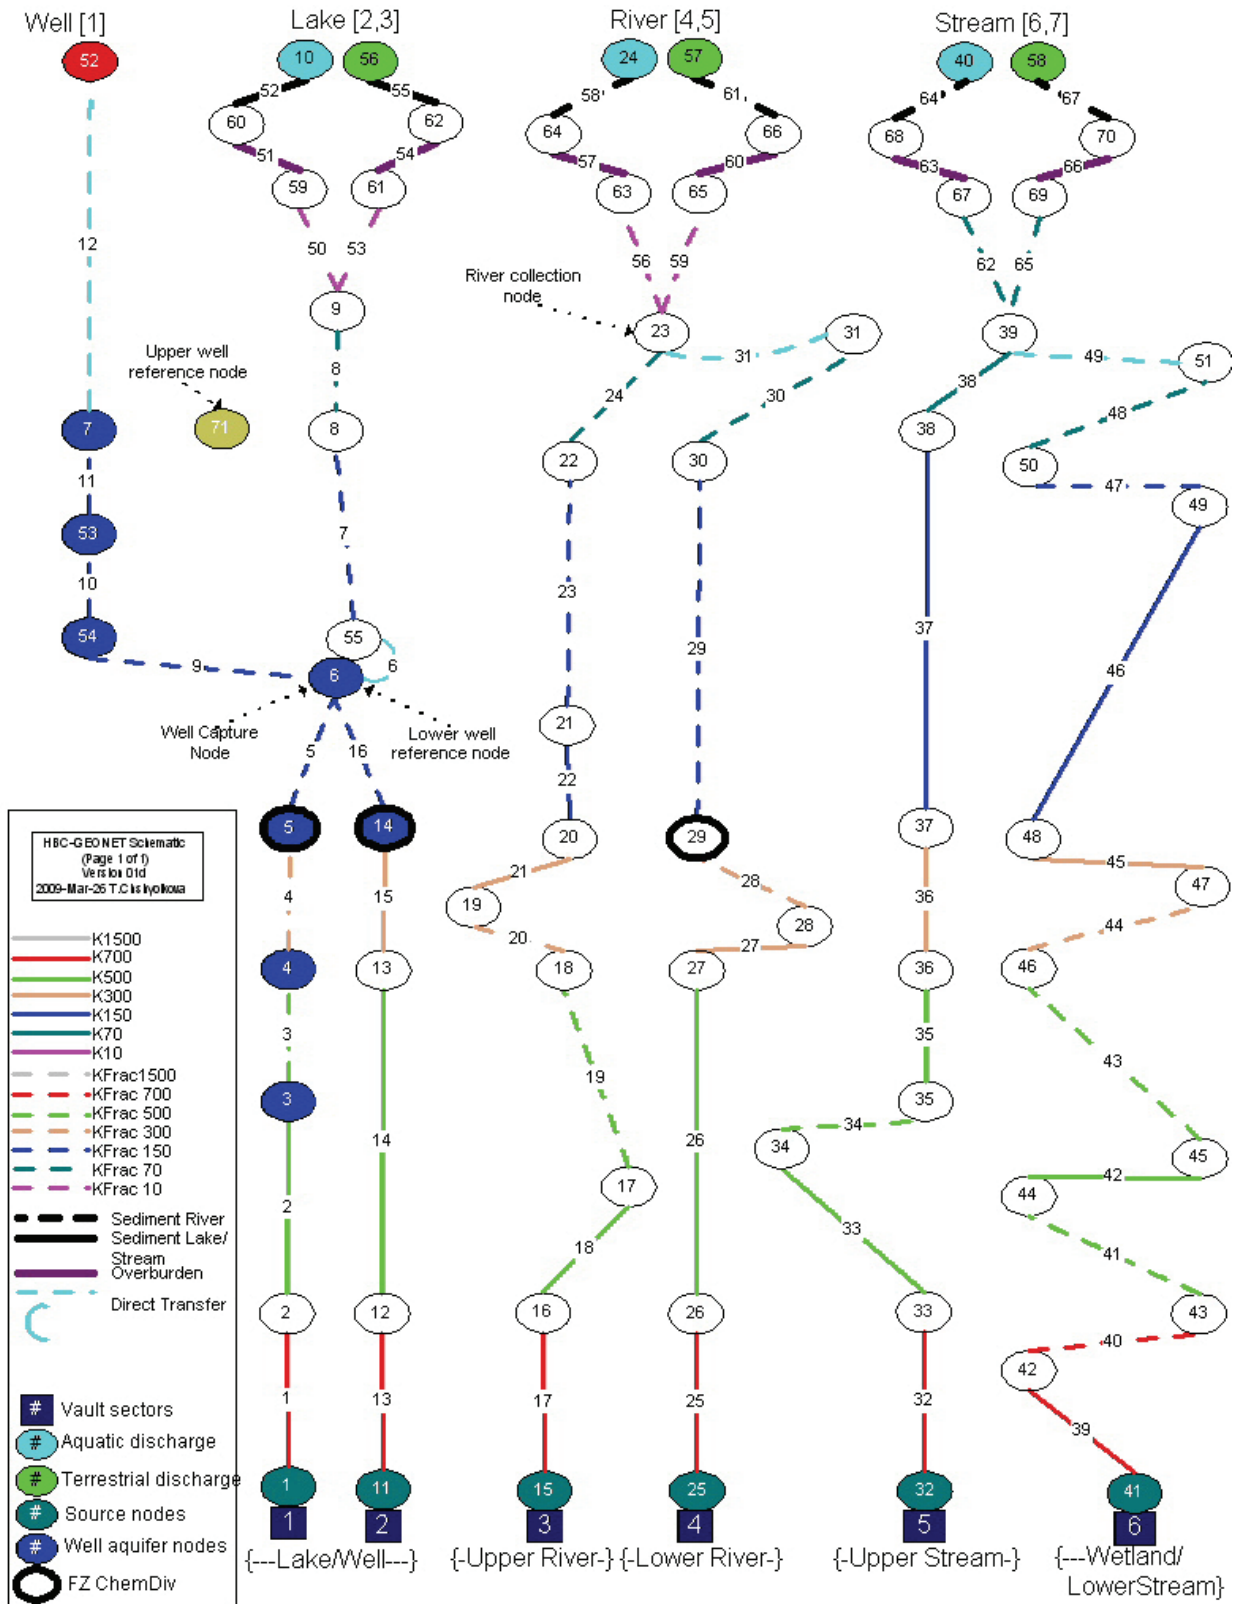 Well [1] Lake [2,3] River [4,5] Stream [6,7]
52 10 56 24 57 40 58
52 55 58 61 64 67
60 62 64 66 68 70
51 54 57 60 63 66
59 61 63 65 67 69
12 50 53 56 59 62 65
River collection
node
9 23 31 39 51
31 49
Upper well
reference node
8 24 30 38 48
7 71 8 22 30 38 50
11 47 49
53 7 23
10 29 37 46
54 55
9 6 6
Well Capture
Node
Lower well
reference node
21
5 16 22
5 14 20 29 37 48
21 28 45 47
4 15 19 20 28 27 36 44
4 13 18 27 36 46
3 19 35 43
3 35
14 26 34 34 45
17 44 42
2 18 33 41
2 12 16 26 33 43
40
42
1 13 17 25 32 39
1 11 15 25 32 41
1 2 3 4 5 6
{---Lake/Well---} {-Upper River-} {-Lower River-} {-Upper Stream-} {---Wetland/
LowerStream}
HBC-GEONET Schematic
(Page 1 of 1)
Version 01d
2009-Mar-26
K1500
K700
K500
K300
K150
K70
K10
KFrac1500
KFrac 700
KFrac 500
KFrac 300
KFrac 150
KFrac 70
KFrac 10
Sediment River
Sediment Lake/
Stream
Overburden
Direct Transfer
# Vault sectors
# Aquatic discharge
# Terrestrial discharge
# Source nodes
# Well aquifer nodes
FZ ChemDiv